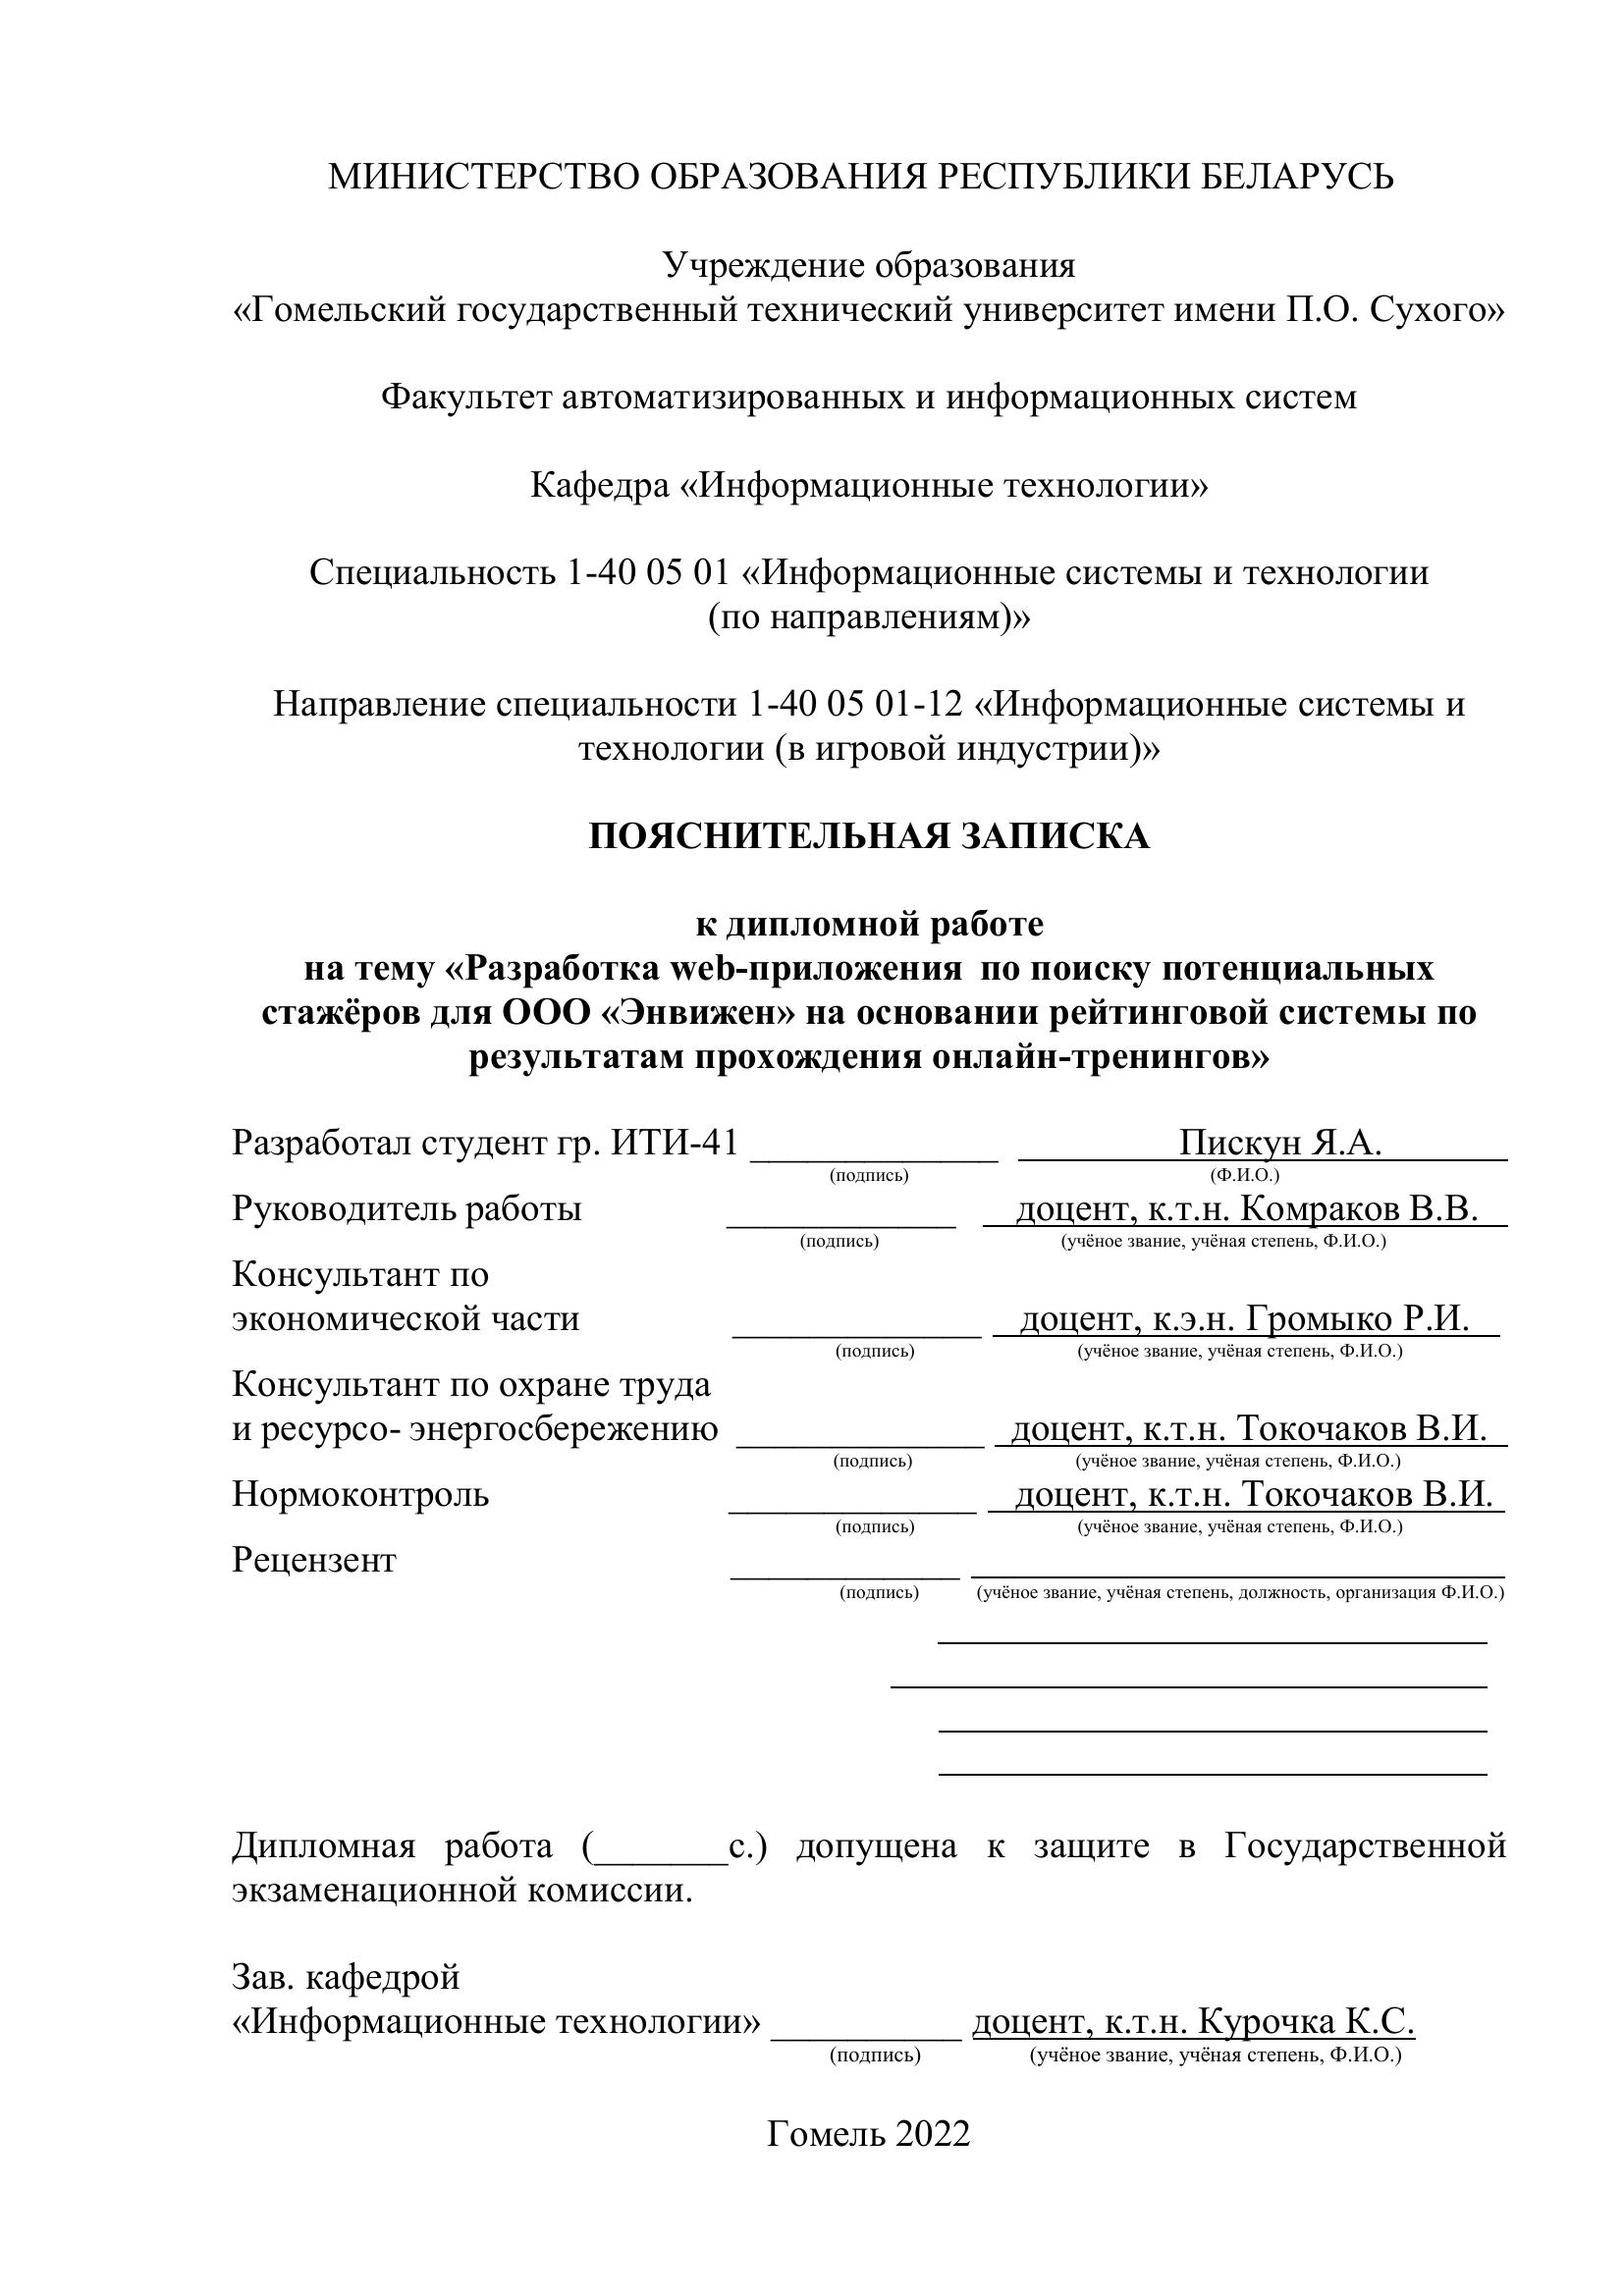 МИНИСТЕРСТВО ОБРАЗОВАНИЯ РЕСПУБЛИКИ БЕЛАРУСЬ
Учреждение образования
«Гомельский государственный технический университет имени П.О. Сухого»
Факультет автоматизированных и информационных систем
Кафедра «Информационные технологии»
Специальность 1-40 05 01 «Информационные системы и технологии
(по направлениям)»
Направление специальности 1-40 05 01-12 «Информационные системы и
технологии (в игровой индустрии)»
ПОЯСНИТЕЛЬНАЯ ЗАПИСКА
к дипломной работе
на тему «Разработка web-приложения по поиску потенциальных
стажёров для ООО «Энвижен» на основании рейтинговой системы по
результатам прохождения онлайн-тренингов»
Разработал студент гр. ИТИ-41 _____________ Пискун Я.А.
(подпись) (Ф.И.О.)
Руководитель работы ____________ доцент, к.т.н. Комраков В.В.
(подпись) (учёное звание, учёная степень, Ф.И.О.)
Консультант по
экономической части _____________ доцент, к.э.н. Громыко Р.И.
(подпись) (учёное звание, учёная степень, Ф.И.О.)
Консультант по охране труда
и ресурсо- энергосбережению _____________ доцент, к.т.н. Токочаков В.И.
(подпись) (учёное звание, учёная степень, Ф.И.О.)
Нормоконтроль _____________ доцент, к.т.н. Токочаков В.И.
(подпись) (учёное звание, учёная степень, Ф.И.О.)
Рецензент ____________
(подпись) (учёное звание, учёная степень, должность, организация Ф.И.О.)
Дипломная работа (_______с.) допущена к защите в Государственной
экзаменационной комиссии.
Зав. кафедрой
«Информационные технологии» __________ доцент, к.т.н. Курочка К.С.
(подпись) (учёное звание, учёная степень, Ф.И.О.)
Гомель 2022